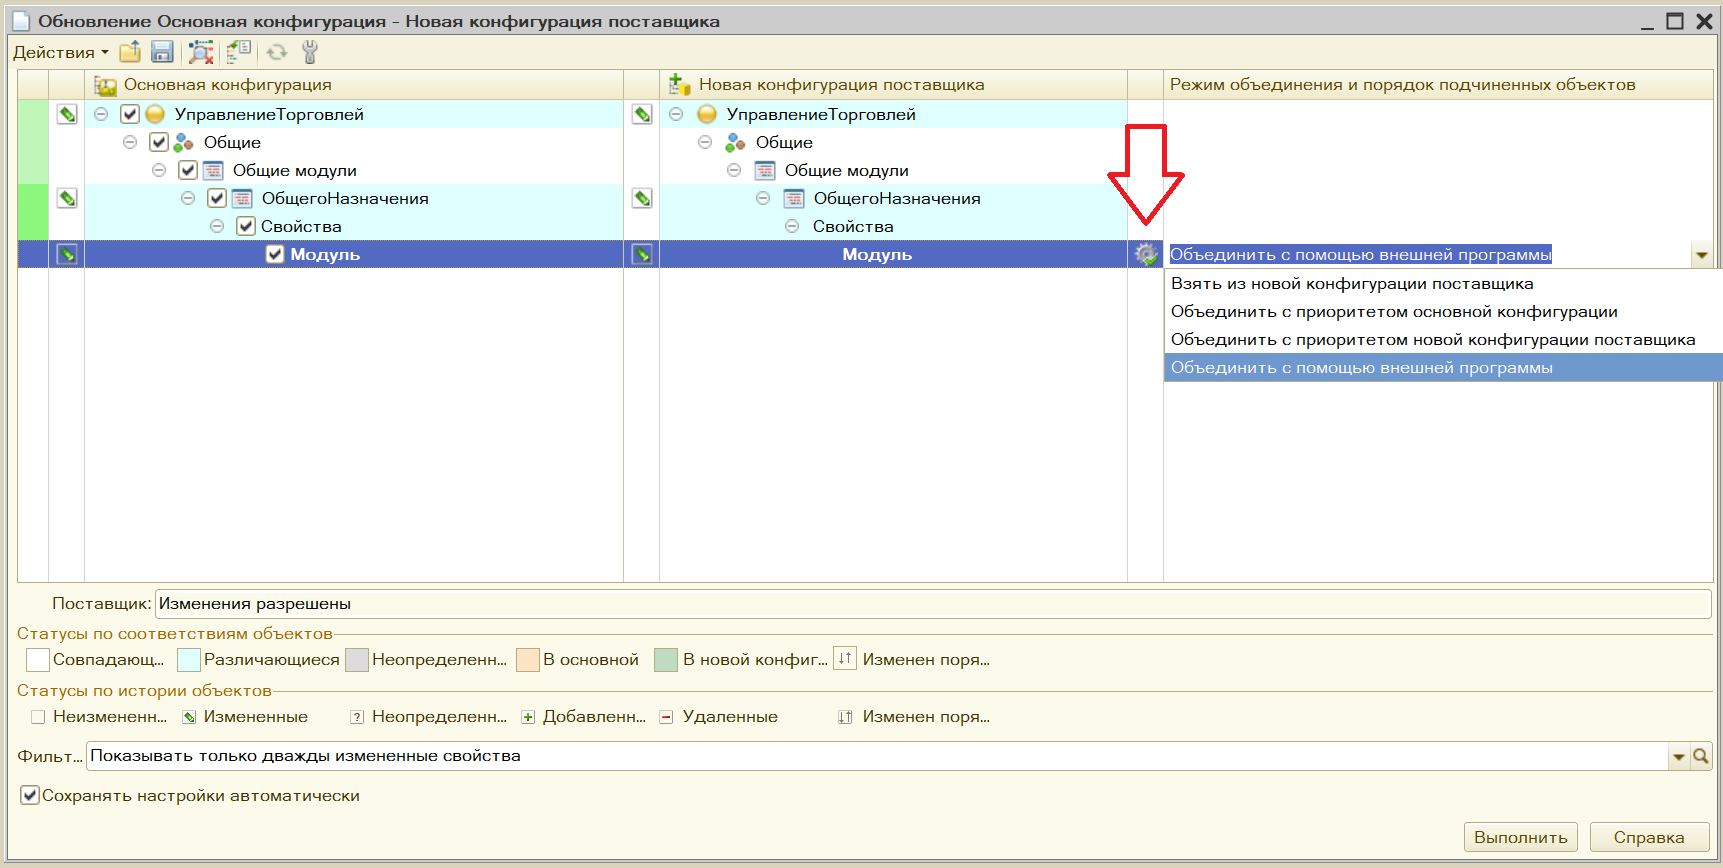 Обновление Основная конфигурация - Новая конфигурация поставщика
Действия
Основная конфигурация Новая конфигурация поставщика Режим объединения и порядок подчиненных объектов
УправлениеТорговлей УправлениеТорговлей
Общие Общие
Общие модули Общие модули
ОбщегоНазначения ОбщегоНазначения
Свойства Свойства
Модуль Модуль Объединить с помощью внешней программы
Взять из новой конфигурации поставщика
Объединить с приоритетом основной конфигурации
Объединить с приоритетом новой конфигурации поставщика
Объединить с помощью внешней программы
Поставщик: Изменения разрешены
Статусы по соответствиям объектов
Совпадающ... Различающиеся Неопределенн... В основной В новой конфиг... Изменен поря...
Статусы по истории объектов
Неизмененн... Измененные ? Неопределенн... Добавленн... Удаленные Изменен поря...
Фильт... Показывать только дважды измененные свойства
Сохранять настройки автоматически
Выполнить Справка